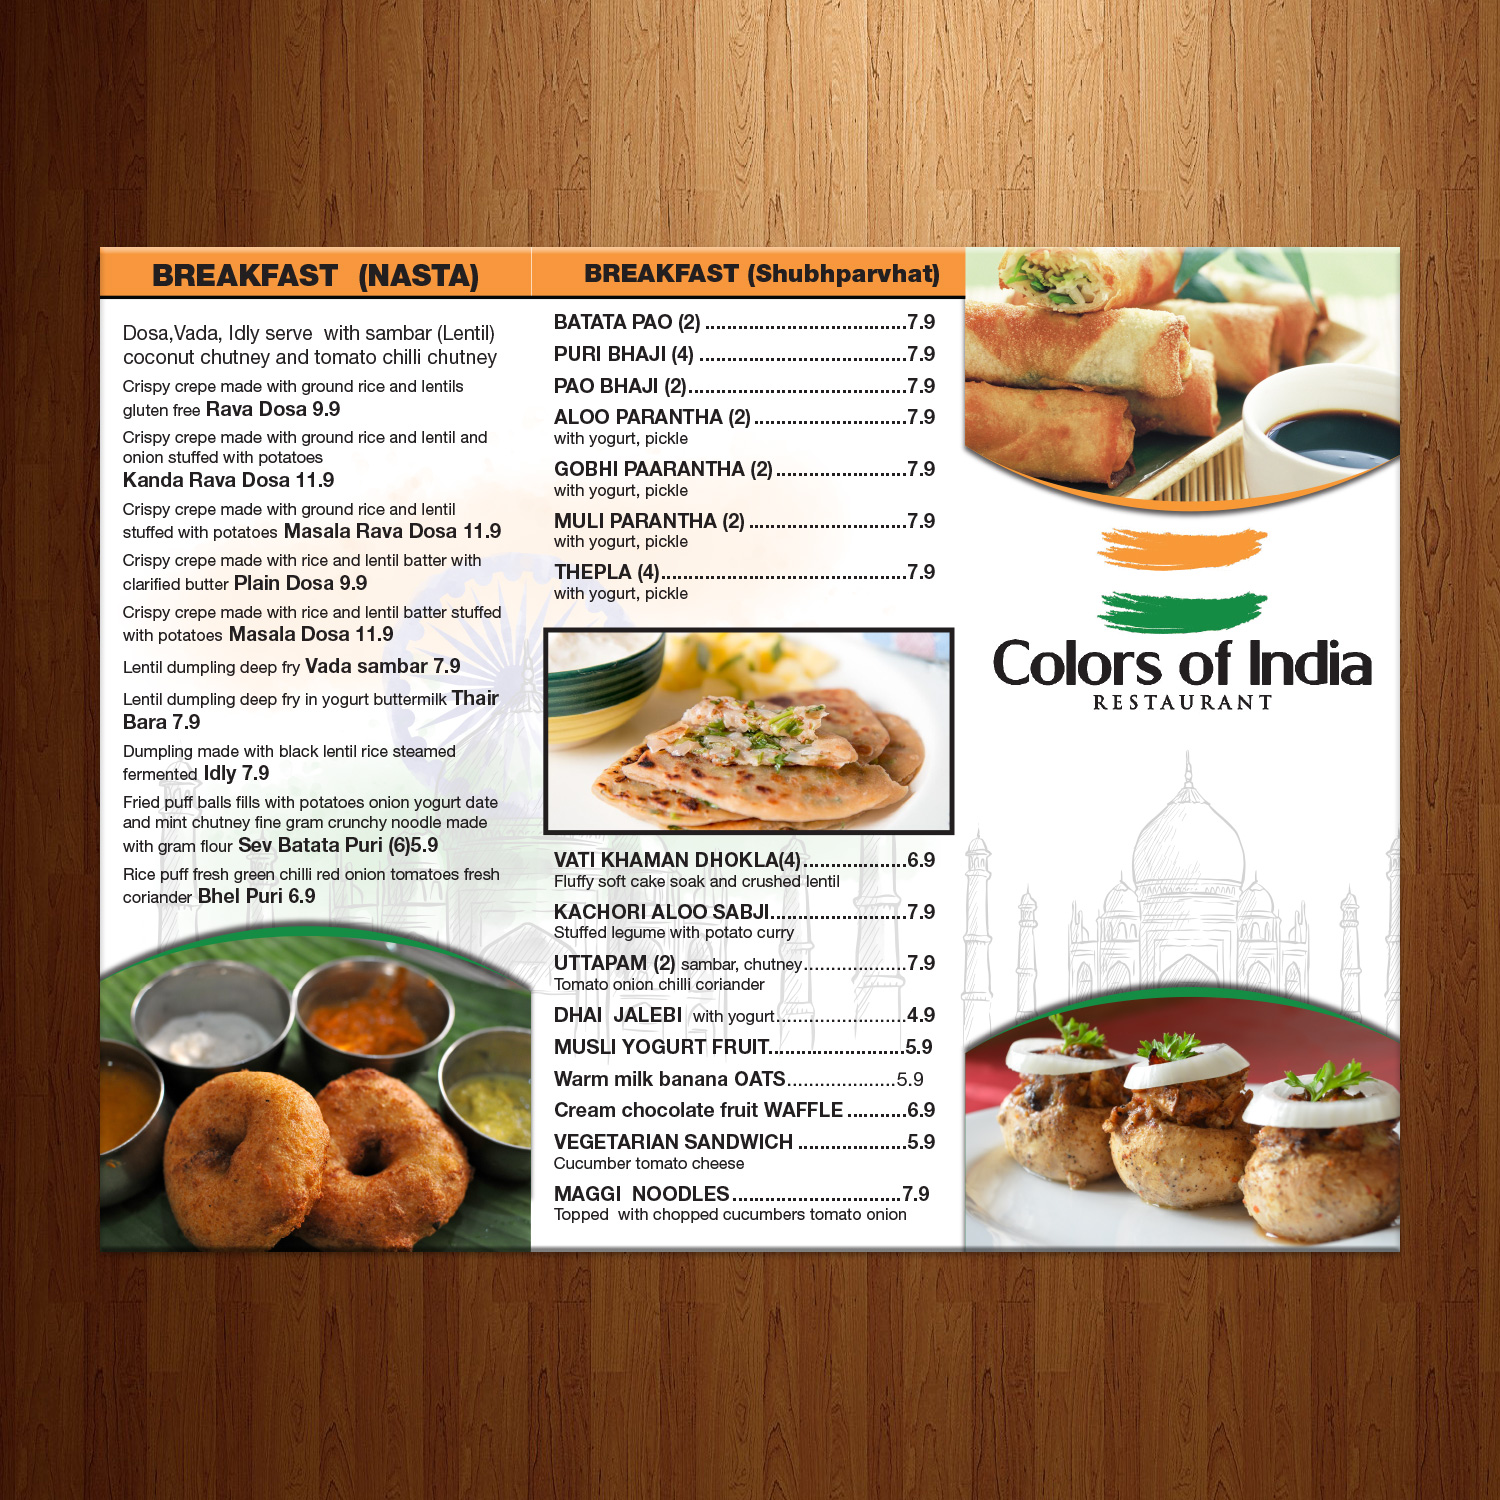 BREAKFAST (NASTA)
Dosa,Vada, Idly serve with sambar (Lentil)
coconut chutney and tomato chilli chutney
Crispy crepe made with ground rice and lentils
gluten free Rava Dosa 9.9
Crispy crepe made with ground rice and lentil and
onion stuffed with potatoes
Kanda Rava Dosa 11.9
Crispy crepe made with ground rice and lentil
stuffed with potatoes Masala Rava Dosa 11.9
Crispy crepe made with rice and lentil batter with
clarified butter Plain Dosa 9.9
Crispy crepe made with rice and lentil batter stuffed
with potatoes Masala Dosa 11.9
Lentil dumpling deep fry Vada sambar 7.9
Lentil dumpling deep fry in yogurt buttermilk Thair
Bara 7.9
Dumpling made with black lentil rice steamed
fermented Idly 7.9
Fried puff balls fills with potatoes onion yogurt date
and mint chutney fine gram crunchy noodle made
with gram flour Sev Batata Puri (6)5.9
Rice puff fresh green chilli red onion tomatoes fresh
coriander Bhel Puri 6.9
BREAKFAST (Shubhparvhat)
BATATA PAO (2) .....................................7.9
PURI BHAJI (4) ......................................7.9
PAO BHAJI (2)........................................7.9
ALOO PARANTHA (2) ............................7.9
with yogurt, pickle
GOBHI PAARANTHA (2) ........................7.9
with yogurt, pickle
MULI PARANTHA (2) .............................7.9
with yogurt, pickle
THEPLA (4).............................................7.9
with yogurt, pickle
VATI KHAMAN DHOKLA(4)...................6.9
Fluffy soft cake soak and crushed lentil
KACHORI ALOO SABJI.........................7.9
Stuffed legume with potato curry
UTTAPAM (2) sambar, chutney...................7.9
Tomato onion chilli coriander
DHAI JALEBI with yogurt........................4.9
MUSLI YOGURT FRUIT.........................5.9
Warm milk banana OATS....................5.9
Cream chocolate fruit WAFFLE ...........6.9
VEGETARIAN SANDWICH ....................5.9
Cucumber tomato cheese
MAGGI NOODLES...............................7.9
Topped with chopped cucumbers tomato onion
Colors of India
RESTAURANT